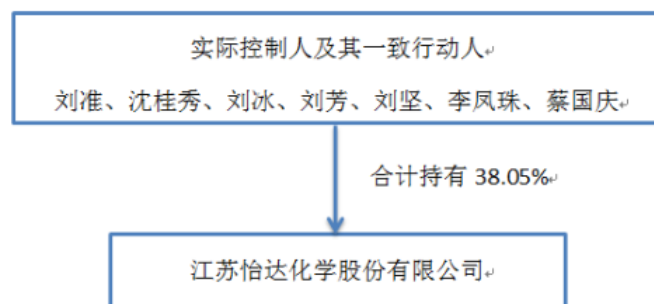 实际控制人及其一致行动人
刘准、沈桂秀、刘冰、刘芳、刘坚、李凤珠、蔡国庆
合计持有 38.05%
江苏怡达化学股份有限公司